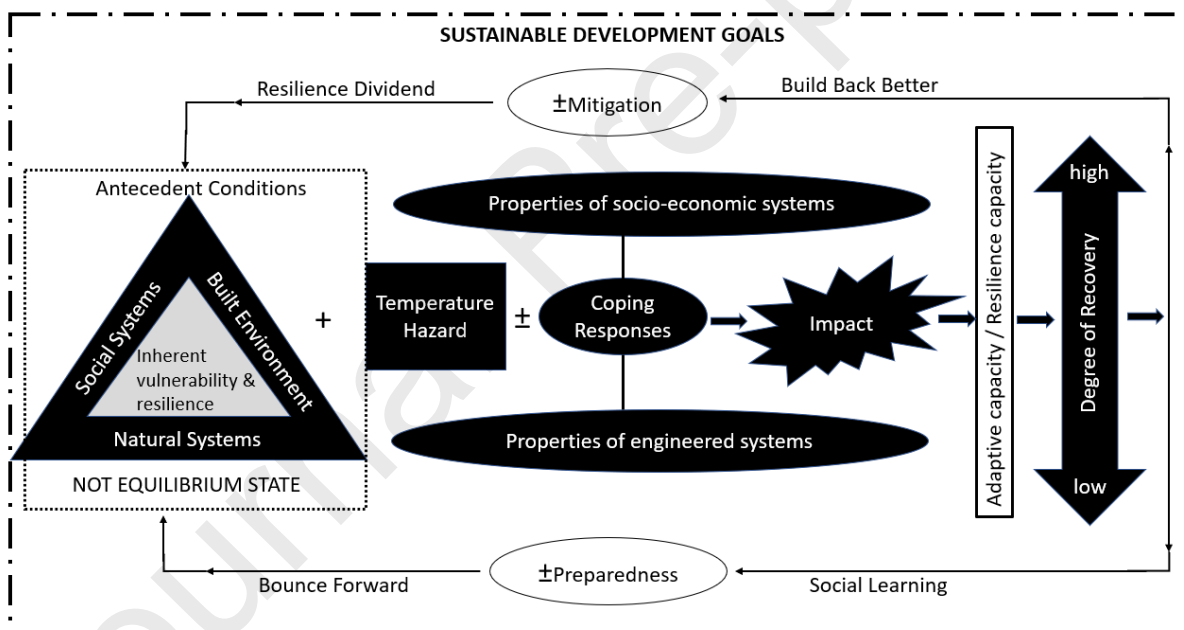 SUSTAINABLE DEVELOPMENT GOALS
Resilience Dividend
±Mitigation
Build Back Better
Antecedent Conditions
Social Systems
Built Environment
Inherent
vulnerability &
resilience
Natural Systems
NOT EQUILIBRIUM STATE
+
Temperature
Hazard
±
Properties of socio-economic systems
Coping
Responses
Properties of engineered systems
Impact
Adaptive capacity / Resilience capacity
high
Degree of Recovery
low
Bounce Forward
±Preparedness
Social Learning